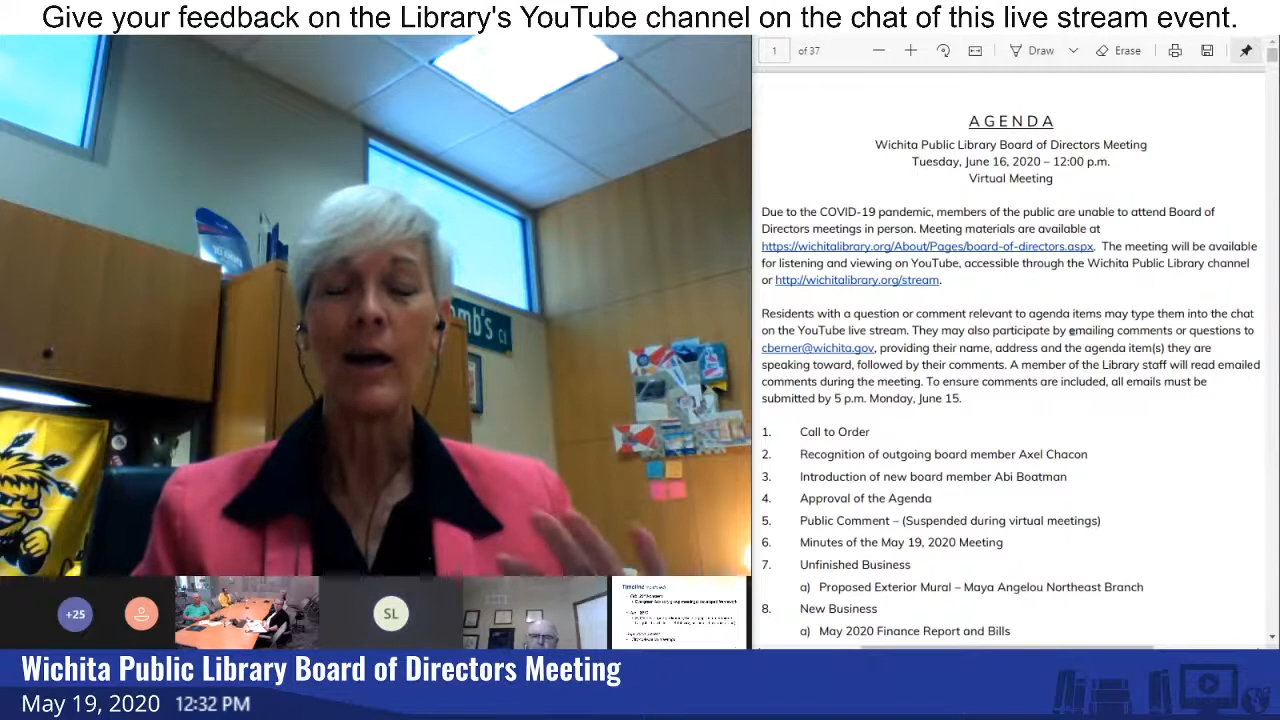 Give your feedback on the Library's YouTube channel on the chat of this live stream event.
1 of 37
Draw
Erase
A G E N D A
Wichita Public Library Board of Directors Meeting
Tuesday, June 16, 2020 – 12:00 p.m.
Virtual Meeting
Due to the COVID-19 pandemic, members of the public are unable to attend Board of
Directors meetings in person. Meeting materials are available at
https://wichitalibrary.org/About/Pages/board-of-directors.aspx. The meeting will be available
for listening and viewing on YouTube, accessible through the Wichita Public Library channel
or http://wichitalibrary.org/stream.
Residents with a question or comment relevant to agenda items may type them into the chat
on the YouTube live stream. They may also participate by emailing comments or questions to
cberner@wichita.gov, providing their name, address and the agenda item(s) they are
speaking toward, followed by their comments. A member of the Library staff will read emailed
comments during the meeting. To ensure comments are included, all emails must be
submitted by 5 p.m. Monday, June 15.
1. Call to Order
2. Recognition of outgoing board member Axel Chacon
3. Introduction of new board member Abi Boatman
4. Approval of the Agenda
5. Public Comment – (Suspended during virtual meetings)
6. Minutes of the May 19, 2020 Meeting
7. Unfinished Business
a) Proposed Exterior Mural – Maya Angelou Northeast Branch
8. New Business
a) May 2020 Finance Report and Bills
omb's Ct
+25
SL
Timeline
Wichita Public Library Board of Directors Meeting
May 19, 2020 12:32 PM